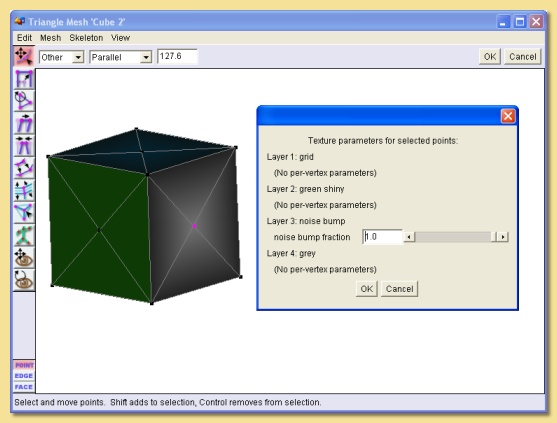 Triangle Mesh 'Cube 2'
Edit Mesh Skeleton View
Other Parallel 127.6 OK Cancel
Texture parameters for selected points:
Layer 1: grid
(No per-vertex parameters)
Layer 2: green shiny
(No per-vertex parameters)
Layer 3: noise bump
noise bump fraction 1.0
Layer 4: grey
(No per-vertex parameters)
OK Cancel
POINT
EDGE
FACE
Select and move points. Shift adds to selection, Control removes from selection.